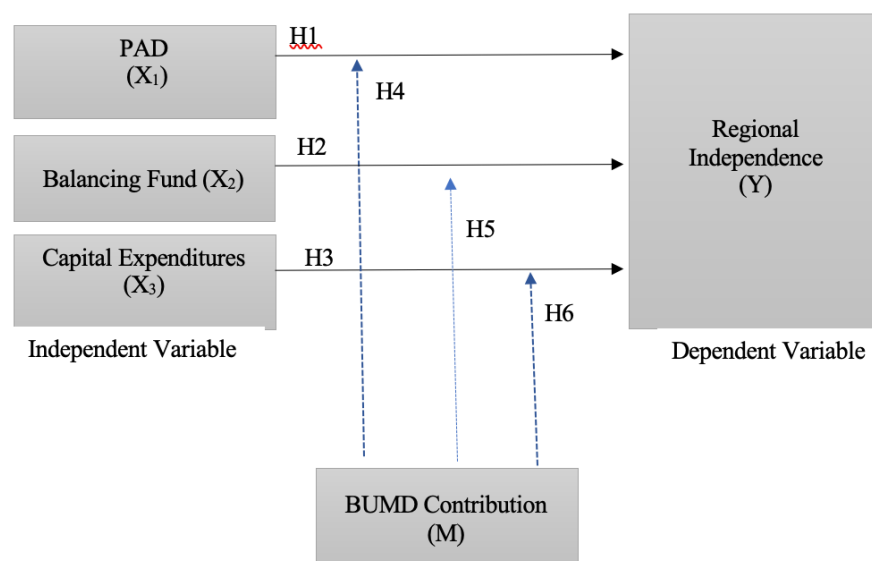 PAD
(X₁)
H1
H4
Balancing Fund (X₂)
H2
Regional
Independence
(Y)
H5
Capital Expenditures
(X₃)
H3
H6
Independent Variable
Dependent Variable
BUMD Contribution
(M)